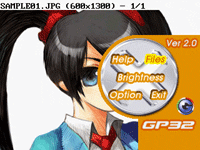 SAMPLE01.JPG (600x1300) - 1/1
Ver 2.0
Help Files
Brightness
Option Exit
GP32